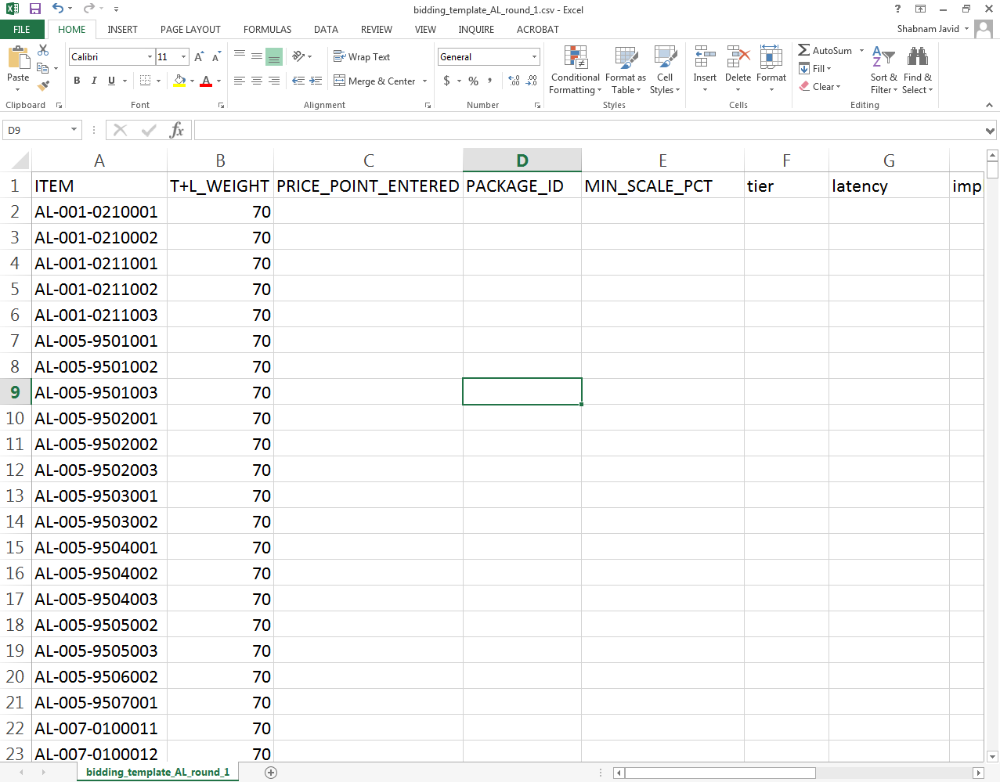 bidding_template_AL_round_1.csv - Excel
FILE HOME INSERT PAGE LAYOUT FORMULAS DATA REVIEW VIEW INQUIRE ACROBAT Shabnam Javid
Paste
Calibri 11
B I U A
Wrap Text
Merge & Center
General
$ % ,
Conditional Formatting
Format as Table
Cell Styles
Insert Delete Format
AutoSum
Fill
Clear
Sort & Filter
Find & Select
Clipboard Font Alignment Number Styles Cells Editing
D9 fx
A B C D E F G
1 ITEM T+L_WEIGHT PRICE_POINT_ENTERED PACKAGE_ID MIN_SCALE_PCT tier latency imp
2 AL-001-0210001 70
3 AL-001-0210002 70
4 AL-001-0211001 70
5 AL-001-0211002 70
6 AL-001-0211003 70
7 AL-005-9501001 70
8 AL-005-9501002 70
9 AL-005-9501003 70
10 AL-005-9502001 70
11 AL-005-9502002 70
12 AL-005-9502003 70
13 AL-005-9503001 70
14 AL-005-9503002 70
15 AL-005-9504001 70
16 AL-005-9504002 70
17 AL-005-9504003 70
18 AL-005-9505002 70
19 AL-005-9505003 70
20 AL-005-9506002 70
21 AL-005-9507001 70
22 AL-007-0100011 70
23 AL-007-0100012 70
bidding_template_AL_round_1